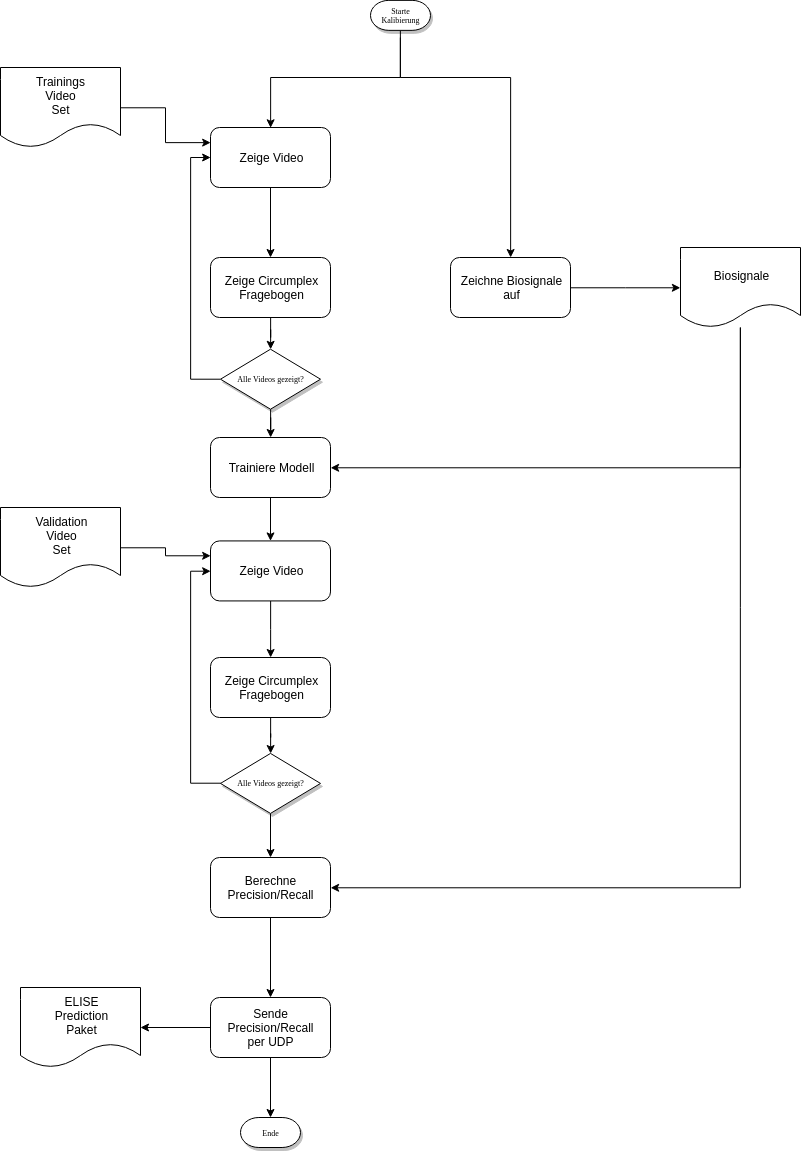 Starte
Kalibierung
Trainings
Video
Set
Zeige Video
Zeige Circumplex
Fragebogen
Zeichne Biosignale
auf
Biosignale
Alle Videos gezeigt?
Trainiere Modell
Validation
Video
Set
Zeige Video
Zeige Circumplex
Fragebogen
Alle Videos gezeigt?
Berechne
Precision/Recall
ELISE
Prediction
Paket
Sende
Precision/Recall
per UDP
Ende